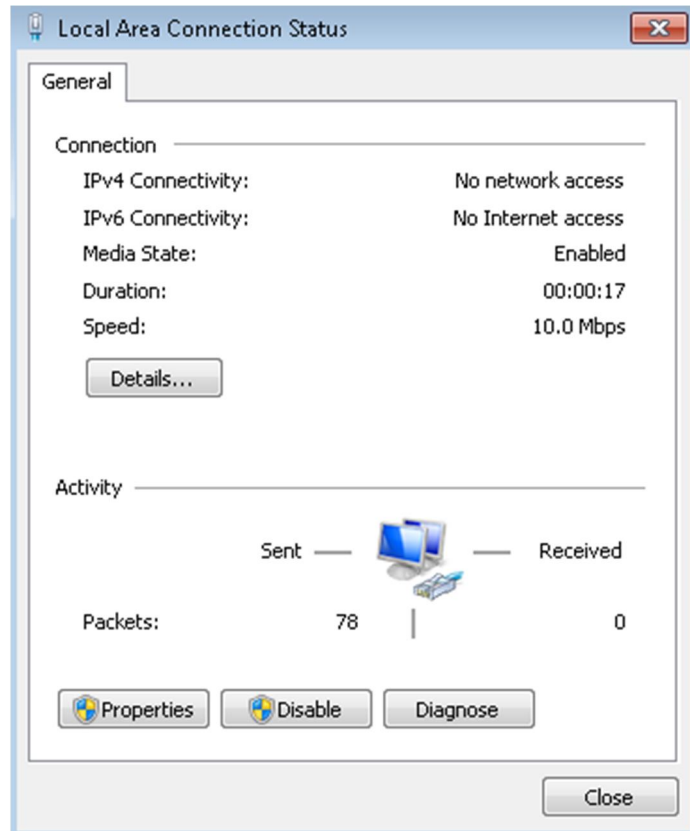 Local Area Connection Status
General
Connection
IPv4 Connectivity: No network access
IPv6 Connectivity: No Internet access
Media State: Enabled
Duration: 00:00:17
Speed: 10.0 Mbps
Details...
Activity
Sent Received
Packets: 78 0
Properties Disable Diagnose
Close